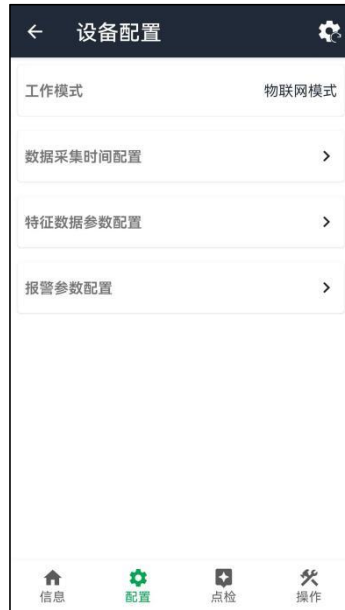 设备配置
工作模式 物联网模式
数据采集时间配置
特征数据参数配置
报警参数配置
信息 配置 点检 操作